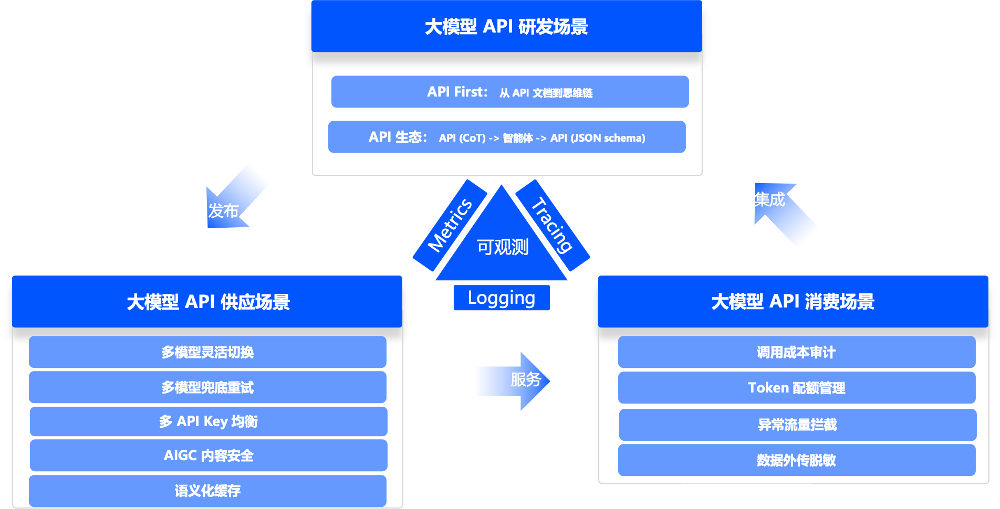 大模型 API 研发场景
API First： 从 API 文档到思维链
API 生态： API (CoT) -> 智能体 -> API (JSON schema)
发布
集成
Metrics
Tracing
可观测
Logging
大模型 API 供应场景
多模型灵活切换
多模型兜底重试
多 API Key 均衡
AIGC 内容安全
语义化缓存
服务
大模型 API 消费场景
调用成本审计
Token 配额管理
异常流量拦截
数据外传脱敏